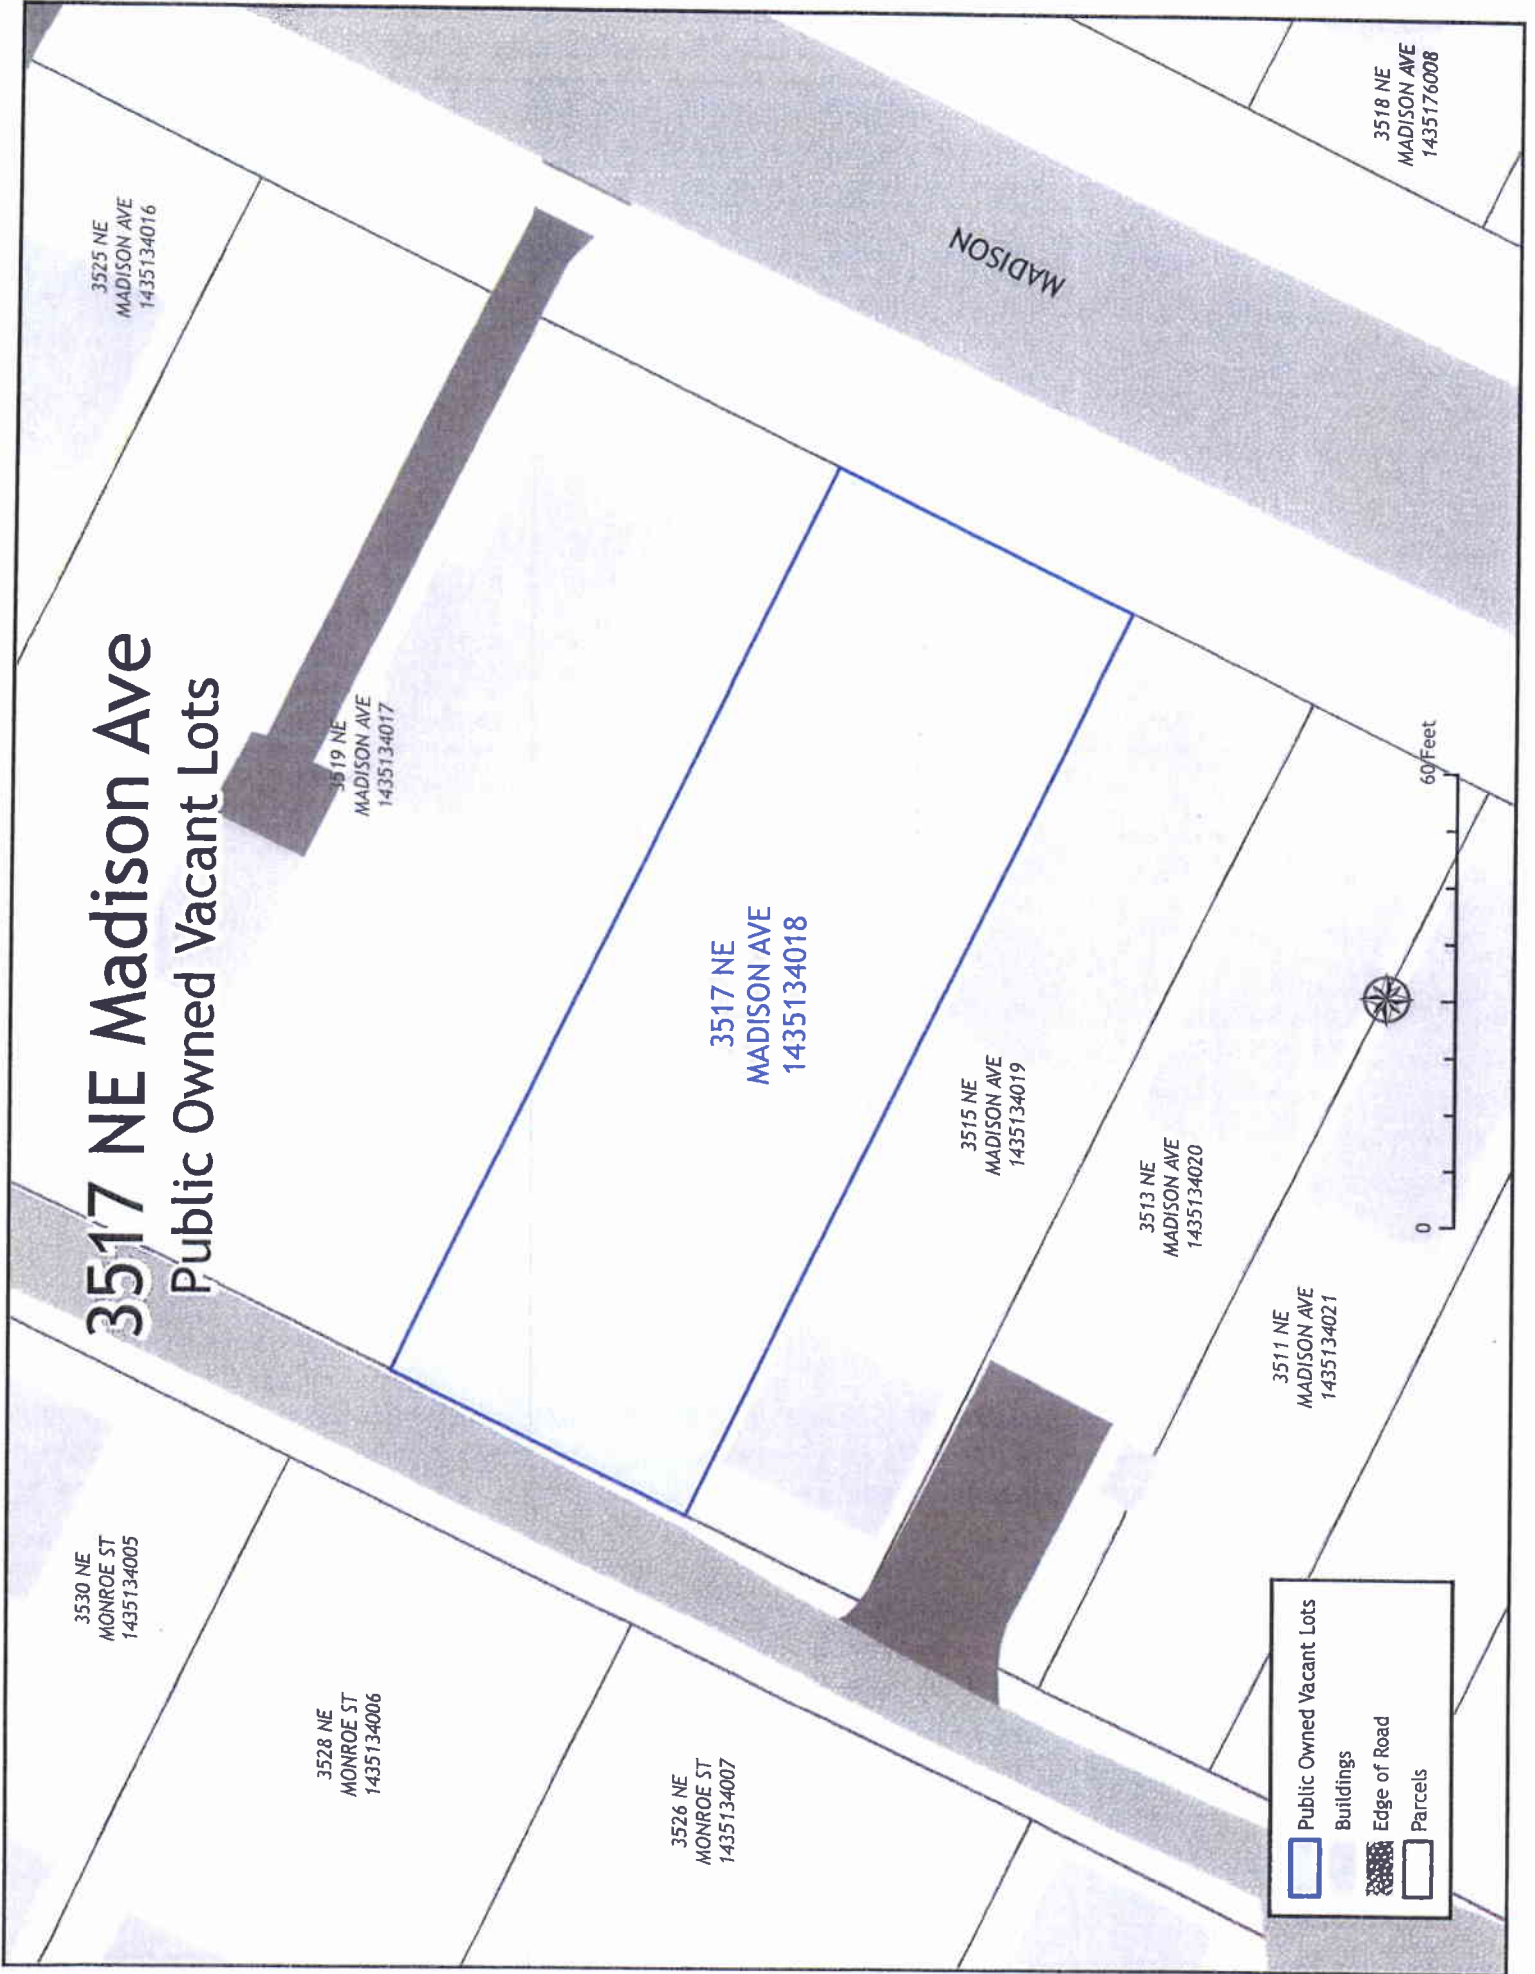 3517 NE Madison Ave
Public Owned Vacant Lots
3530 NE
MONROE ST
1435134005
3528 NE
MONROE ST
1435134006
3526 NE
MONROE ST
1435134007
3525 NE
MADISON AVE
1435134016
3519 NE
MADISON AVE
1435134017
3517 NE
MADISON AVE
1435134018
3515 NE
MADISON AVE
1435134019
3513 NE
MADISON AVE
1435134020
3511 NE
MADISON AVE
1435134021
MADISON
3518 NE
MADISON AVE
1435176008
Public Owned Vacant Lots
Buildings
Edge of Road
Parcels
0
60 Feet